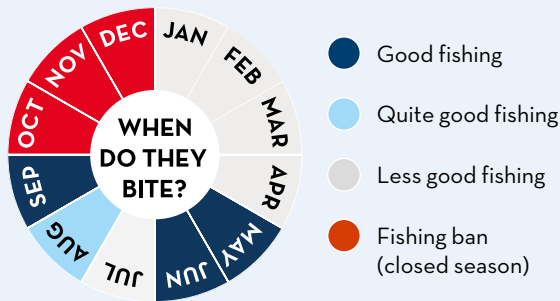 JAN
FEB
MAR
APR
MAY
JUN
JUL
AUG
SEP
OCT
NOV
DEC
WHEN
DO THEY
BITE?
Good fishing
Quite good fishing
Less good fishing
Fishing ban
(closed season)